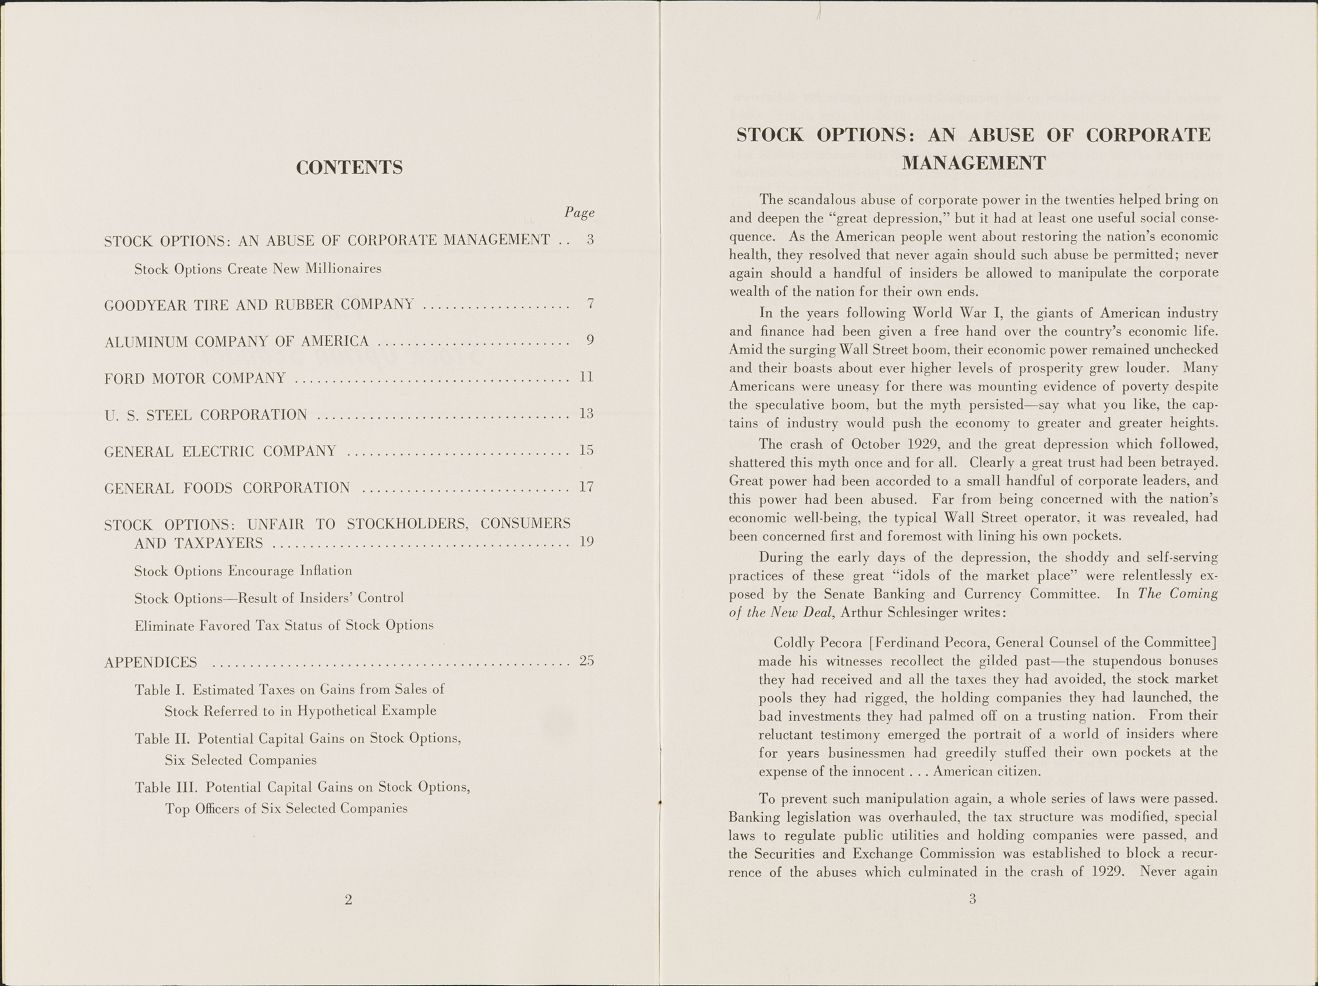 CONTENTS
Page
STOCK OPTIONS: AN ABUSE OF CORPORATE MANAGEMENT .. 3
Stock Options Create New Millionaires
GOODYEAR TIRE AND RUBBER COMPANY .................... 7
ALUMINUM COMPANY OF AMERICA .......................... 9
FORD MOTOR COMPANY ..................................... 11
U. S. STEEL CORPORATION .................................. 13
GENERAL ELECTRIC COMPANY .............................. 15
GENERAL FOODS CORPORATION ............................ 17
STOCK OPTIONS: UNFAIR TO STOCKHOLDERS, CONSUMERS
AND TAXPAYERS ........................................ 19
Stock Options Encourage Inflation
Stock Options—Result of Insiders' Control
Eliminate Favored Tax Status of Stock Options
APPENDICES ................................................ 25
Table I. Estimated Taxes on Gains from Sales of
Stock Referred to in Hypothetical Example
Table II. Potential Capital Gains on Stock Options,
Six Selected Companies
Table III. Potential Capital Gains on Stock Options,
Top Officers of Six Selected Companies
2
STOCK OPTIONS: AN ABUSE OF CORPORATE
MANAGEMENT
The scandalous abuse of corporate power in the twenties helped bring on
and deepen the “great depression,” but it had at least one useful social conse-
quence. As the American people went about restoring the nation's economic
health, they resolved that never again should such abuse be permitted; never
again should a handful of insiders be allowed to manipulate the corporate
wealth of the nation for their own ends.
In the years following World War I, the giants of American industry
and finance had been given a free hand over the country's economic life.
Amid the surging Wall Street boom, their economic power remained unchecked
and their boasts about ever higher levels of prosperity grew louder. Many
Americans were uneasy for there was mounting evidence of poverty despite
the speculative boom, but the myth persisted—say what you like, the cap-
tains of industry would push the economy to greater and greater heights.
The crash of October 1929, and the great depression which followed,
shattered this myth once and for all. Clearly a great trust had been betrayed.
Great power had been accorded to a small handful of corporate leaders, and
this power had been abused. Far from being concerned with the nation's
economic well-being, the typical Wall Street operator, it was revealed, had
been concerned first and foremost with lining his own pockets.
During the early days of the depression, the shoddy and self-serving
practices of these great “idols of the market place” were relentlessly ex-
posed by the Senate Banking and Currency Committee. In The Coming
of the New Deal, Arthur Schlesinger writes:
Coldly Pecora [Ferdinand Pecora, General Counsel of the Committee]
made his witnesses recollect the gilded past—the stupendous bonuses
they had received and all the taxes they had avoided, the stock market
pools they had rigged, the holding companies they had launched, the
bad investments they had palmed off on a trusting nation. From their
reluctant testimony emerged the portrait of a world of insiders where
for years businessmen had greedily stuffed their own pockets at the
expense of the innocent . . . American citizen.
To prevent such manipulation again, a whole series of laws were passed.
Banking legislation was overhauled, the tax structure was modified, special
laws to regulate public utilities and holding companies were passed, and
the Securities and Exchange Commission was established to block a recur-
rence of the abuses which culminated in the crash of 1929. Never again
3